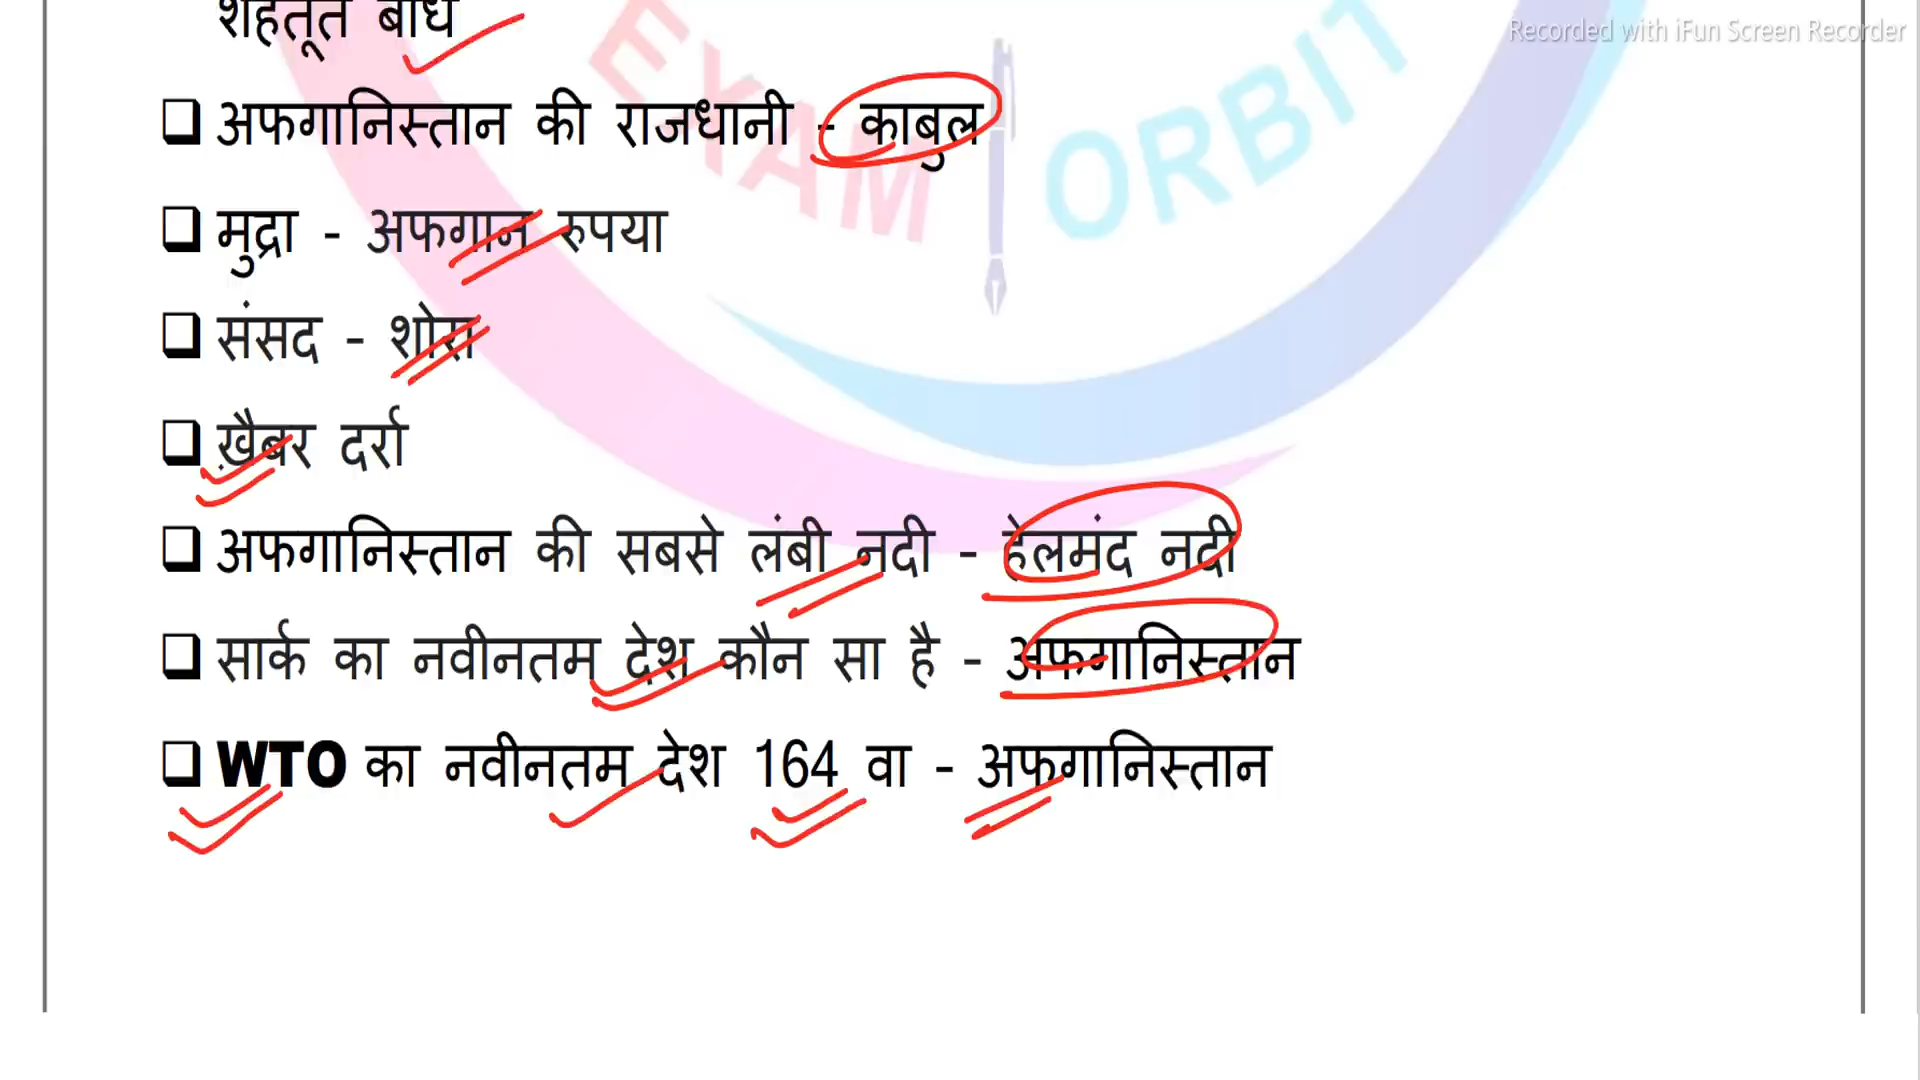 शहतूत बांध
Recorded with iFun Screen Recorder
EXAM ORBIT
❑ अफगानिस्तान की राजधानी - काबुल
❑ मुद्रा - अफगान रुपया
❑ संसद - शोरा
❑ ख़ैबर दर्रा
❑ अफगानिस्तान की सबसे लंबी नदी - हेलमंद नदी
❑ सार्क का नवीनतम देश कौन सा है - अफगानिस्तान
❑ WTO का नवीनतम देश 164 वा - अफगानिस्तान